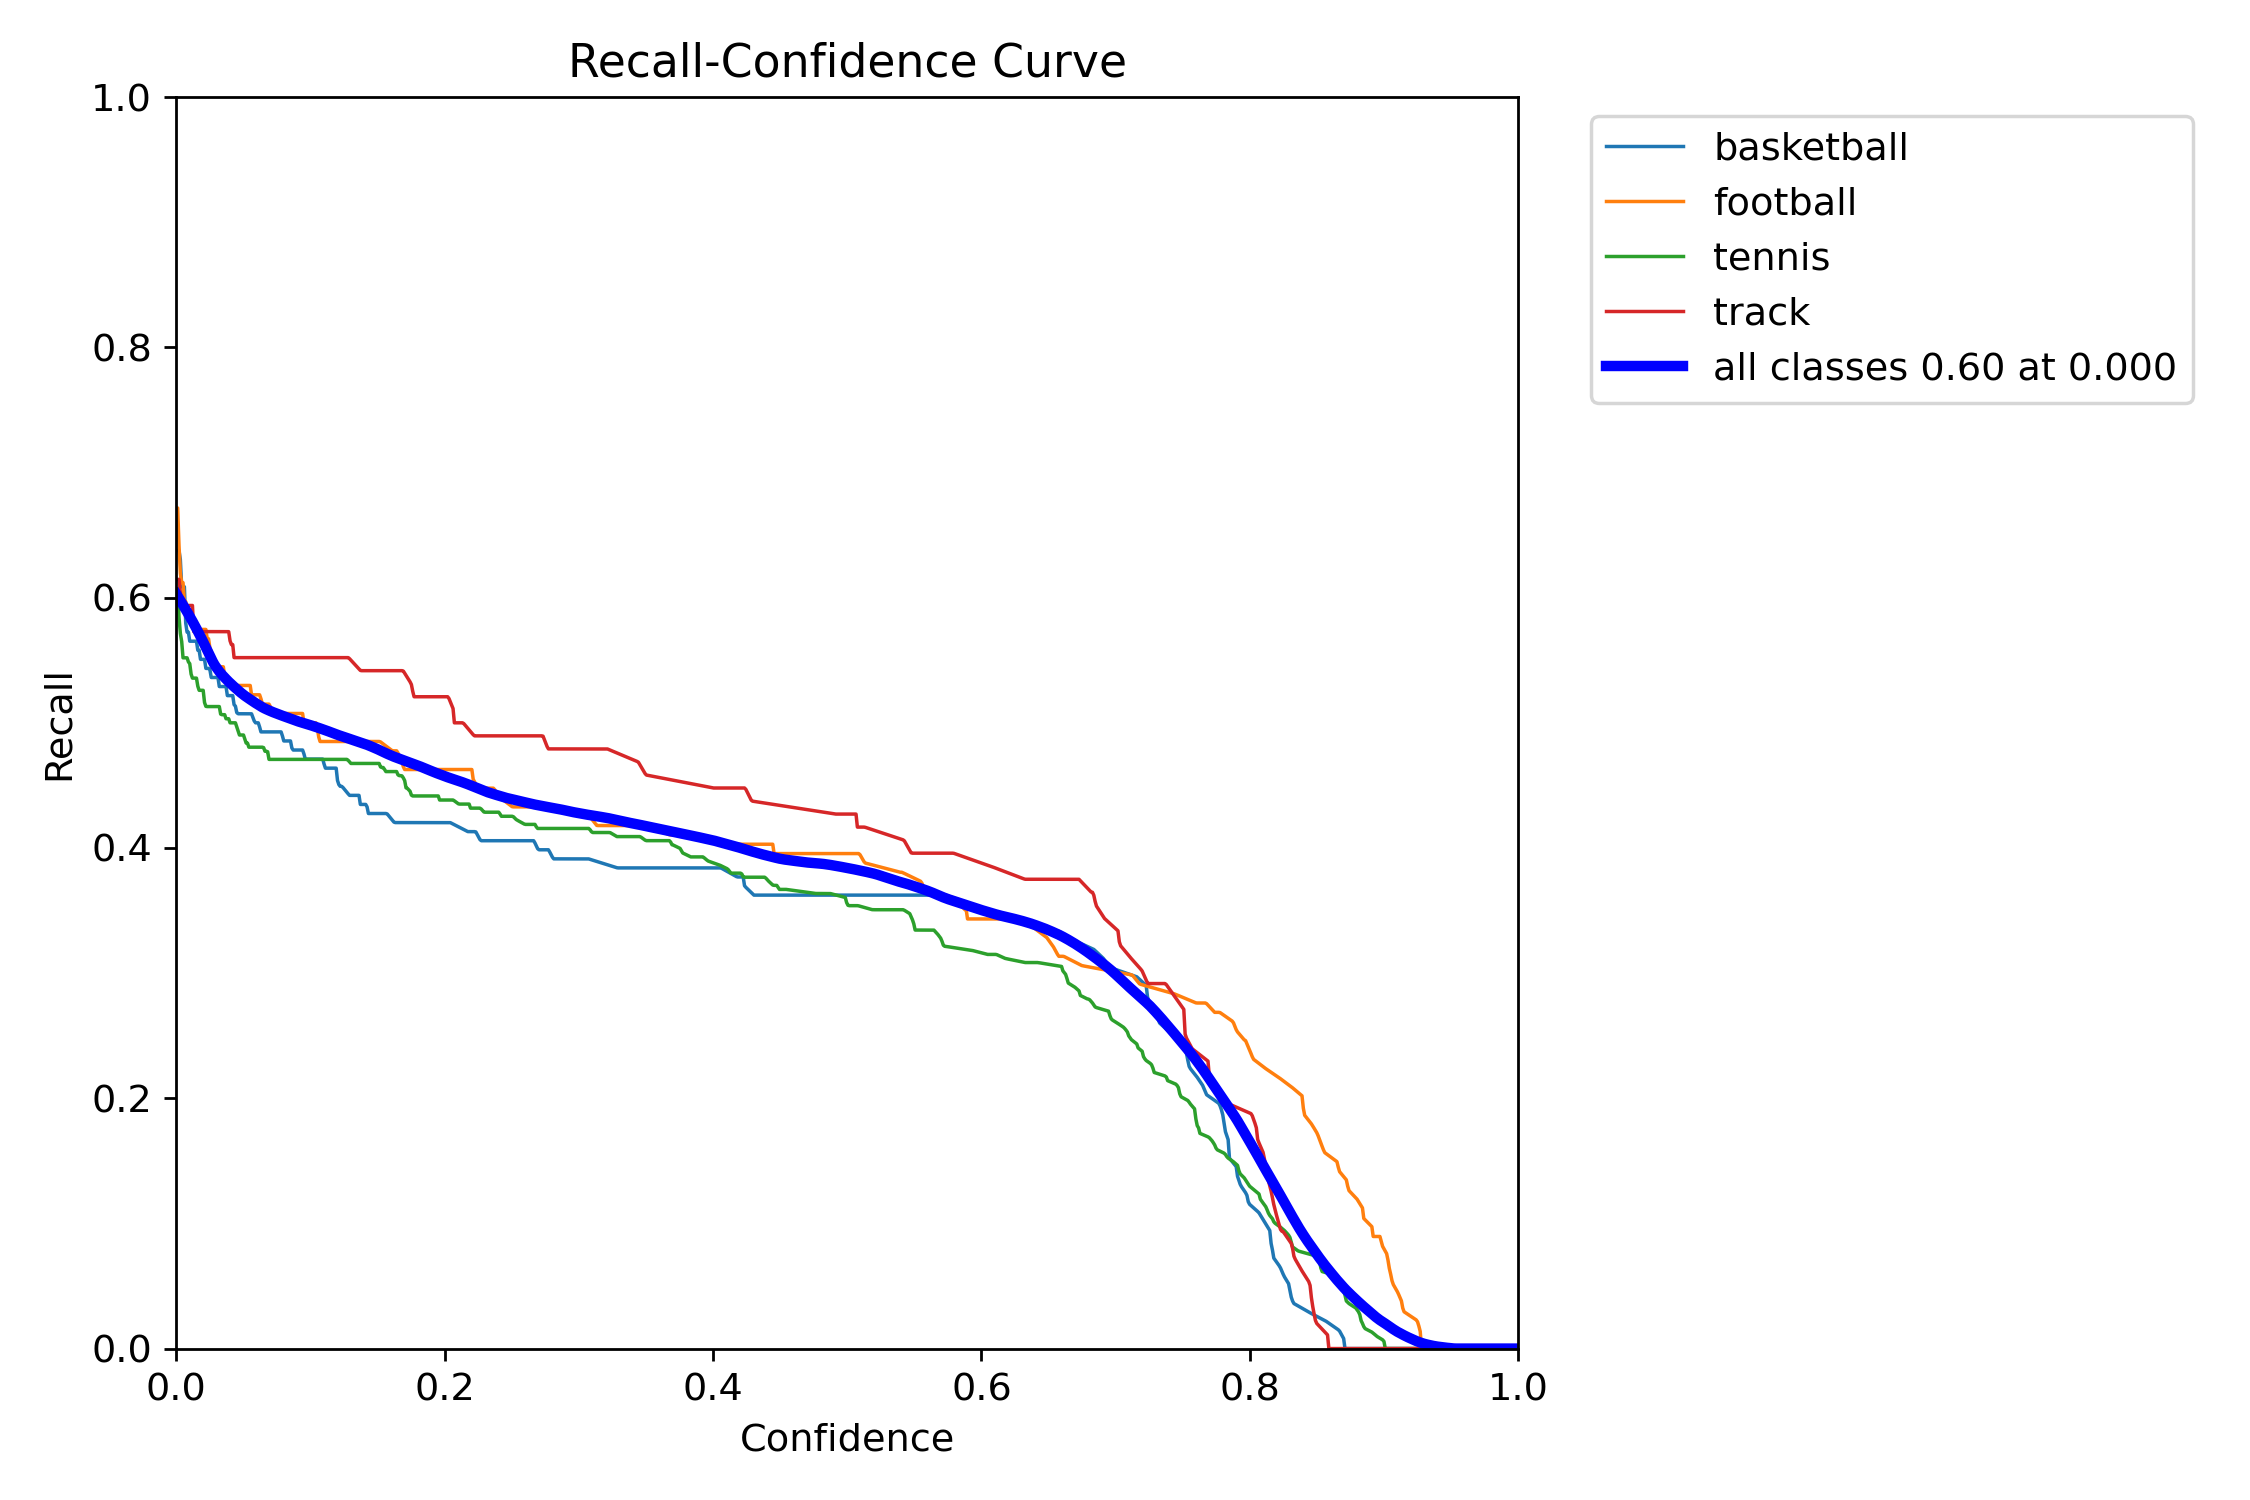 Recall-Confidence Curve
1.0
0.8
0.6
0.4
0.2
0.0
Recall
0.0 0.2 0.4 0.6 0.8 1.0
Confidence
basketball
football
tennis
track
all classes 0.60 at 0.000